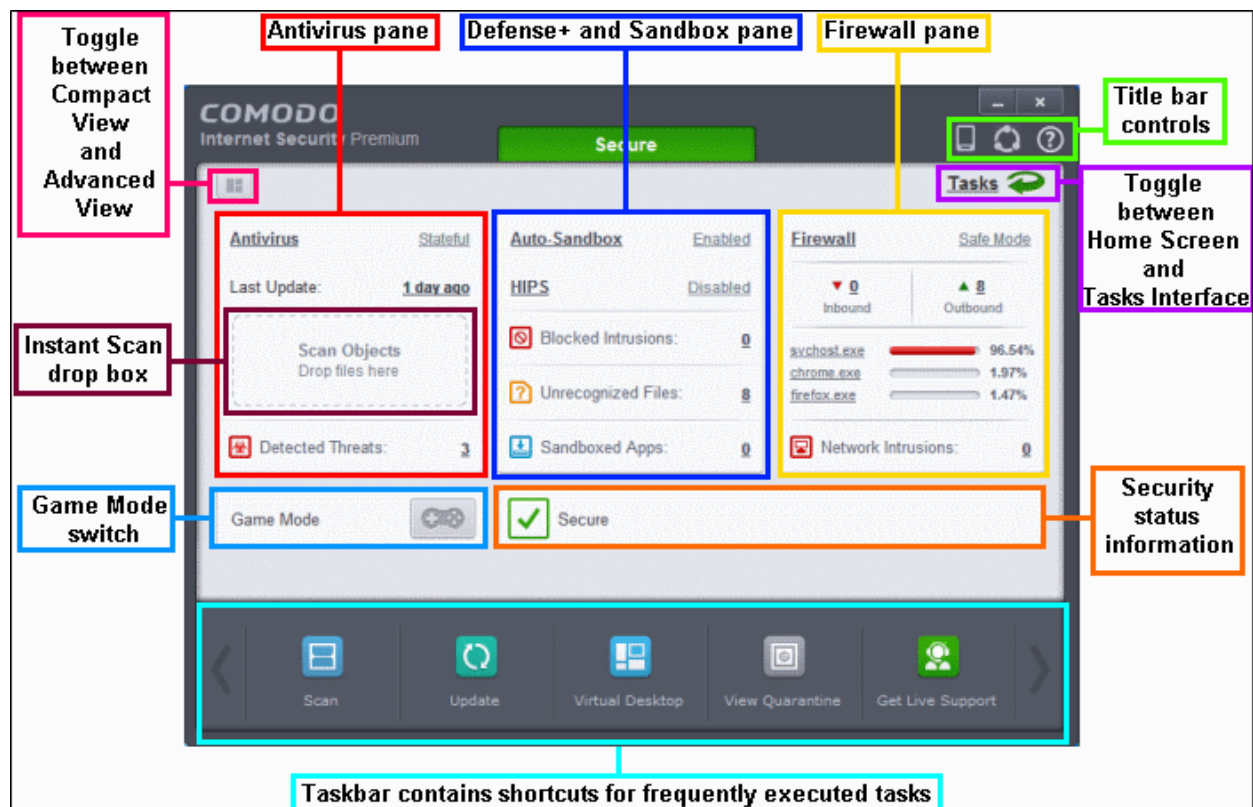 Toggle
between
Compact
View
and
Advanced
View
Antivirus pane
Defense+ and Sandbox pane
Firewall pane
Title bar
controls
COMODO
Internet Security Premium
Secure
Tasks
Toggle
between
Home Screen
and
Tasks Interface
Antivirus Stateful
Last Update: 1 day ago
Scan Objects
Drop files here
Detected Threats: 3
Instant Scan
drop box
Auto-Sandbox Enabled
HIPS Disabled
Blocked Intrusions: 0
Unrecognized Files: 8
Sandboxed Apps: 0
Firewall Safe Mode
0 8
Inbound Outbound
svchost.exe 96.54%
chrome.exe 1.97%
firefox.exe 1.47%
Network Intrusions: 0
Game Mode
switch
Game Mode
Secure
Security
status
information
Scan Update Virtual Desktop View Quarantine Get Live Support
Taskbar contains shortcuts for frequently executed tasks